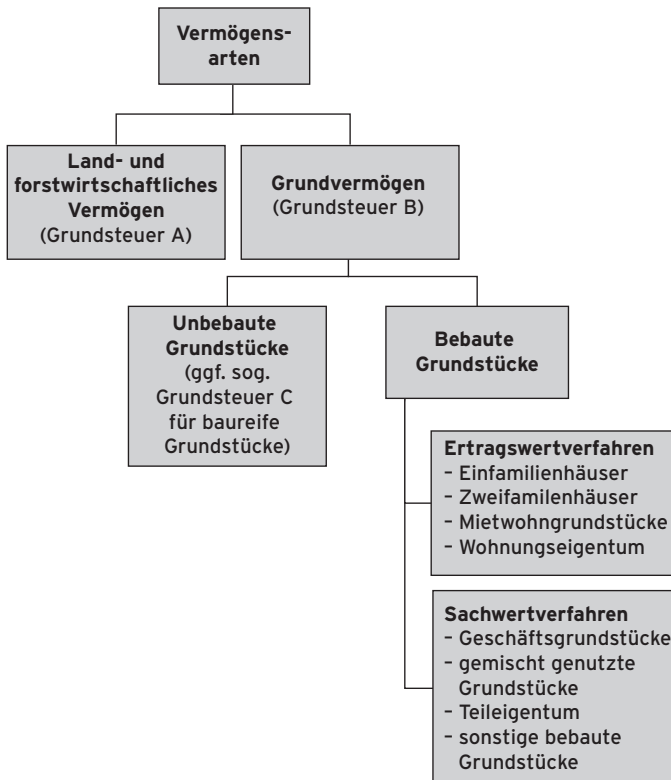 Vermögens-
arten
Land- und
forstwirtschaftliches
Vermögen
(Grundsteuer A)
Grundvermögen
(Grundsteuer B)
Unbebaute
Grundstücke
(ggf. sog.
Grundsteuer C
für baureife
Grundstücke)
Bebaute
Grundstücke
Ertragswertverfahren
– Einfamilienhäuser
– Zweifamilenhäuser
– Mietwohngrundstücke
– Wohnungseigentum
Sachwertverfahren
– Geschäftsgrundstücke
– gemischt genutzte
Grundstücke
– Teileigentum
– sonstige bebaute
Grundstücke